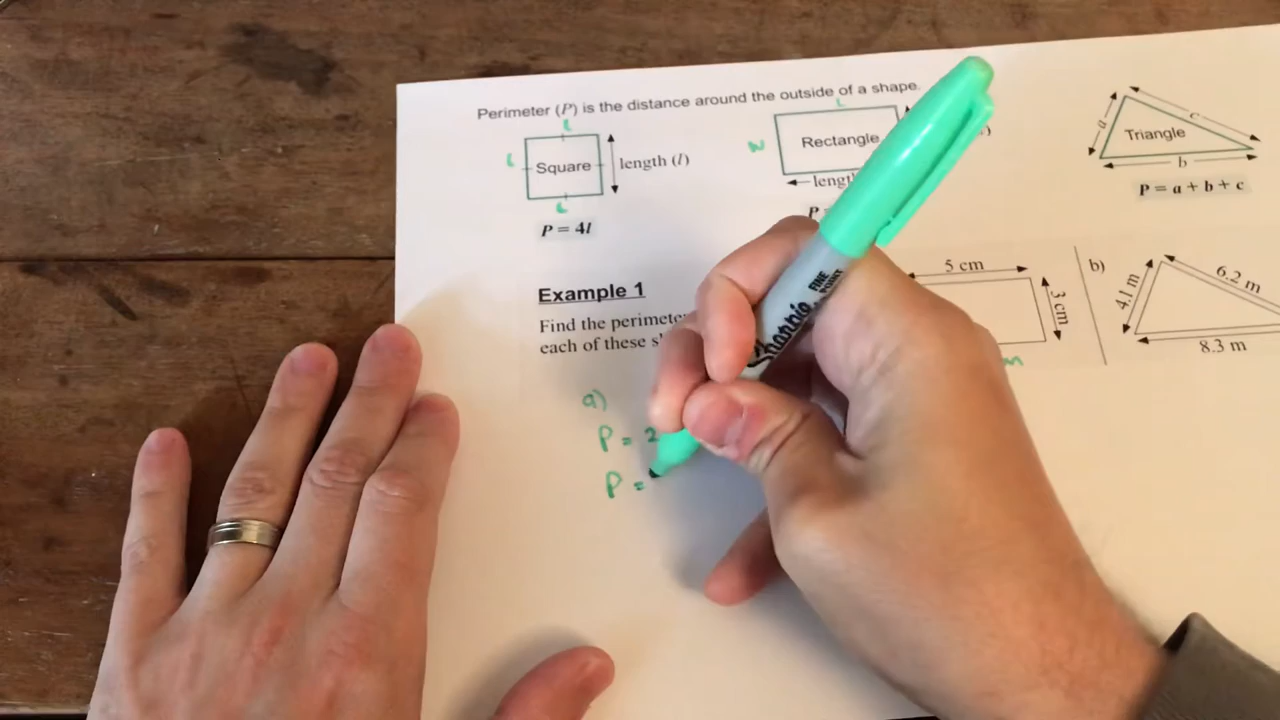 Perimeter (P) is the distance around the outside of a shape.
l
l
Square
length (l)
l
P = 4l
l
w
Rectangle
)
P
a
c
Triangle
b
P = a + b + c
Example 1
Find the
each of these
5 cm
3 cm
m
b)
4.1 m
6.2 m
8.3 m
a)
P = 2
P =
Sharpie
FINE
POINT